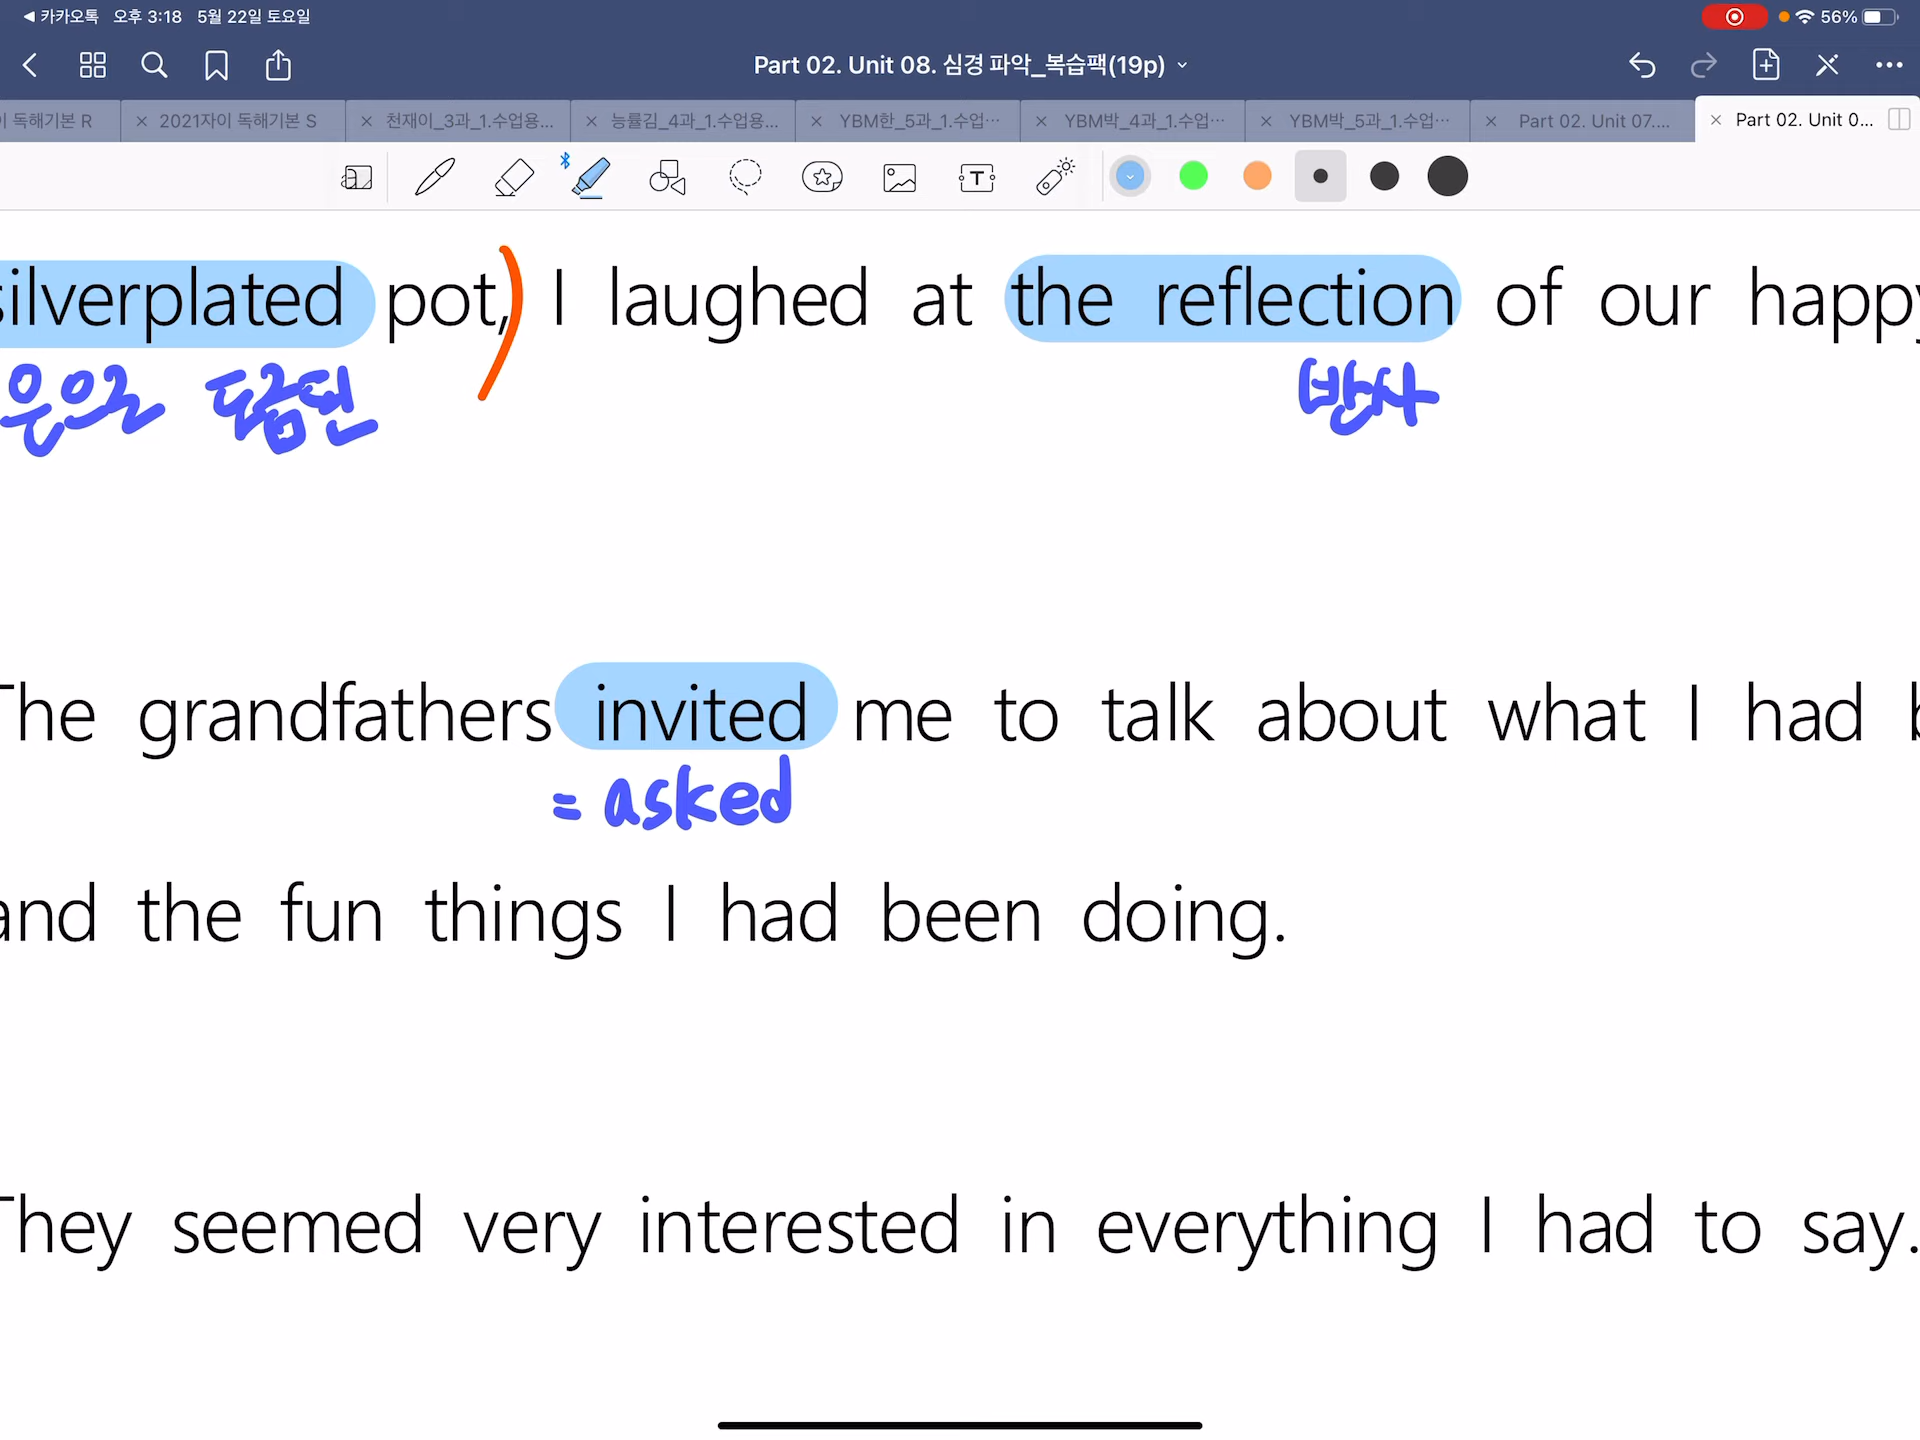 ◀ 카카오톡 오후 3:18 5월 22일 토요일 56%
Part 02. Unit 08. 심경 파악_복습팩(19p)
독해기본 R × 2021자이 독해기본 S × 천재이_3과_1.수업용... × 능률김_4과_1.수업용... × YBM한_5과_1.수업... × YBM박_4과_1.수업... × YBM박_5과_1.수업... × Part 02. Unit 07.... × Part 02. Unit 0...
silverplated pot, I laughed at the reflection of our happy
은으로 도금된 반사
The grandfathers invited me to talk about what I had b
= asked
and the fun things I had been doing.
They seemed very interested in everything I had to say.